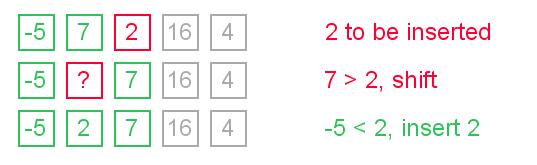 -5 7 2 16 4 2 to be inserted
-5 ? 7 16 4 7 > 2, shift
-5 2 7 16 4 -5 < 2, insert 2